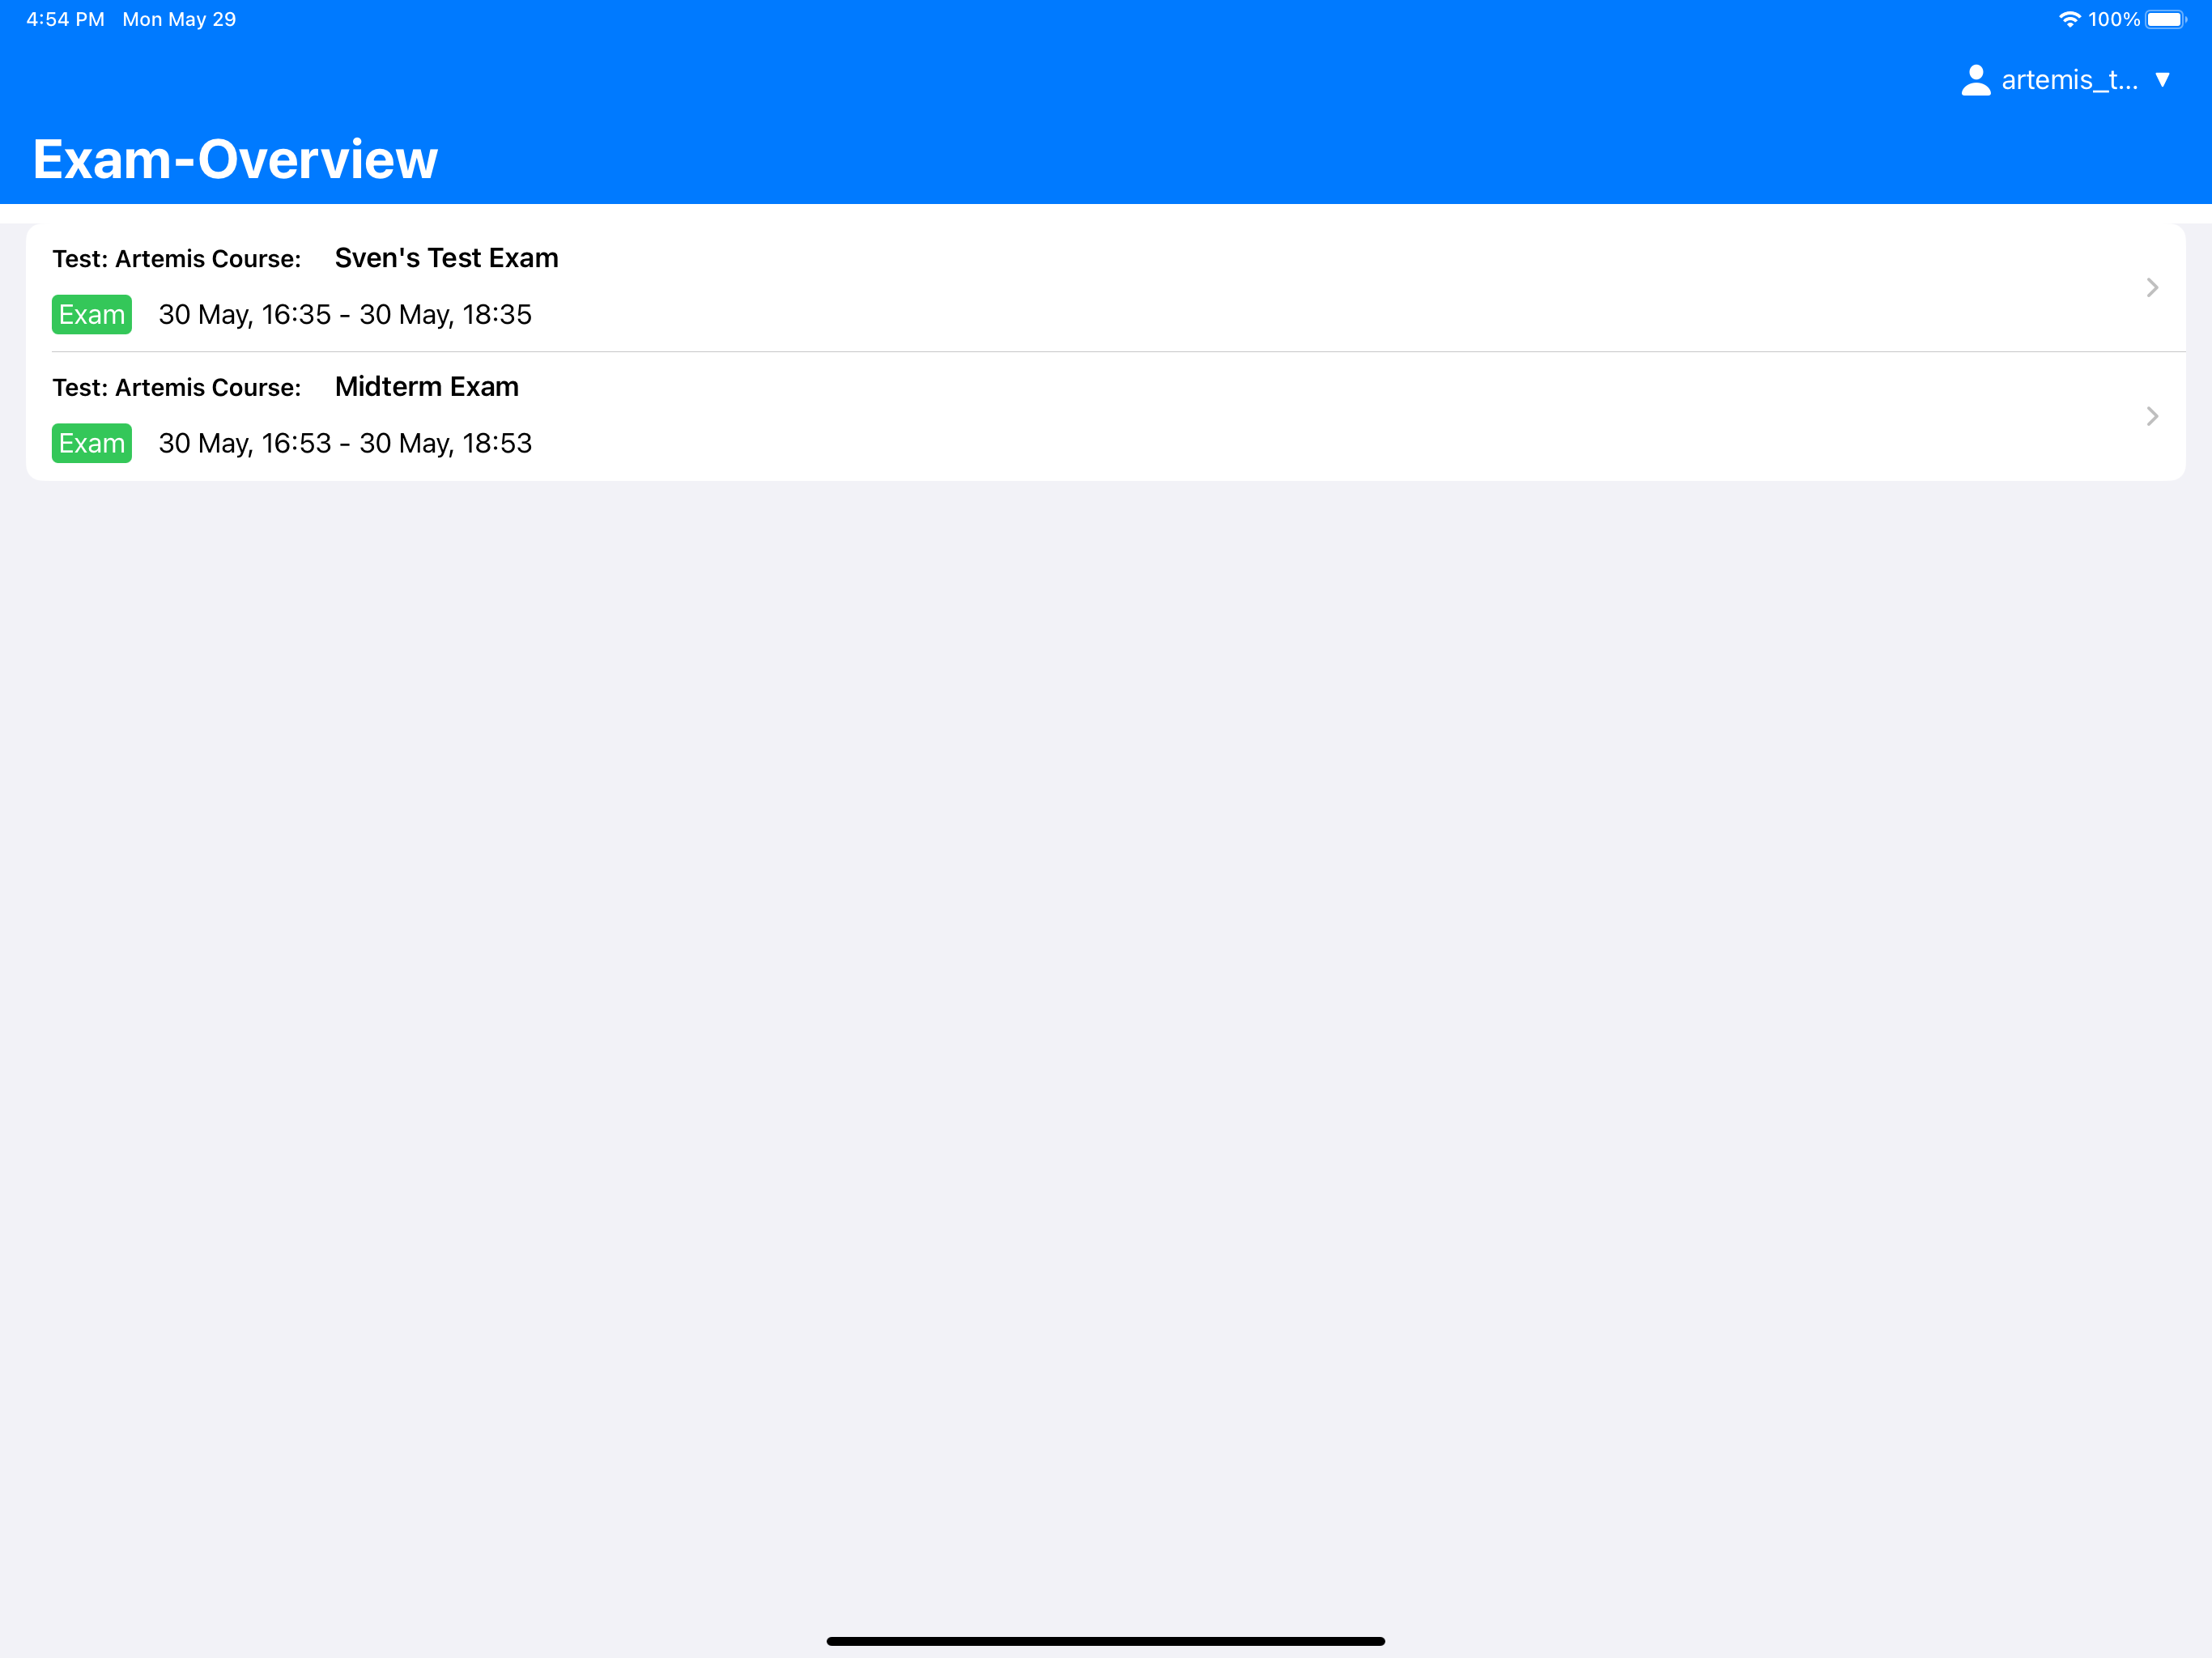 4:54 PM Mon May 29 100%
artemis_t... ▼
Exam-Overview
Test: Artemis Course: Sven's Test Exam
Exam 30 May, 16:35 - 30 May, 18:35
Test: Artemis Course: Midterm Exam
Exam 30 May, 16:53 - 30 May, 18:53